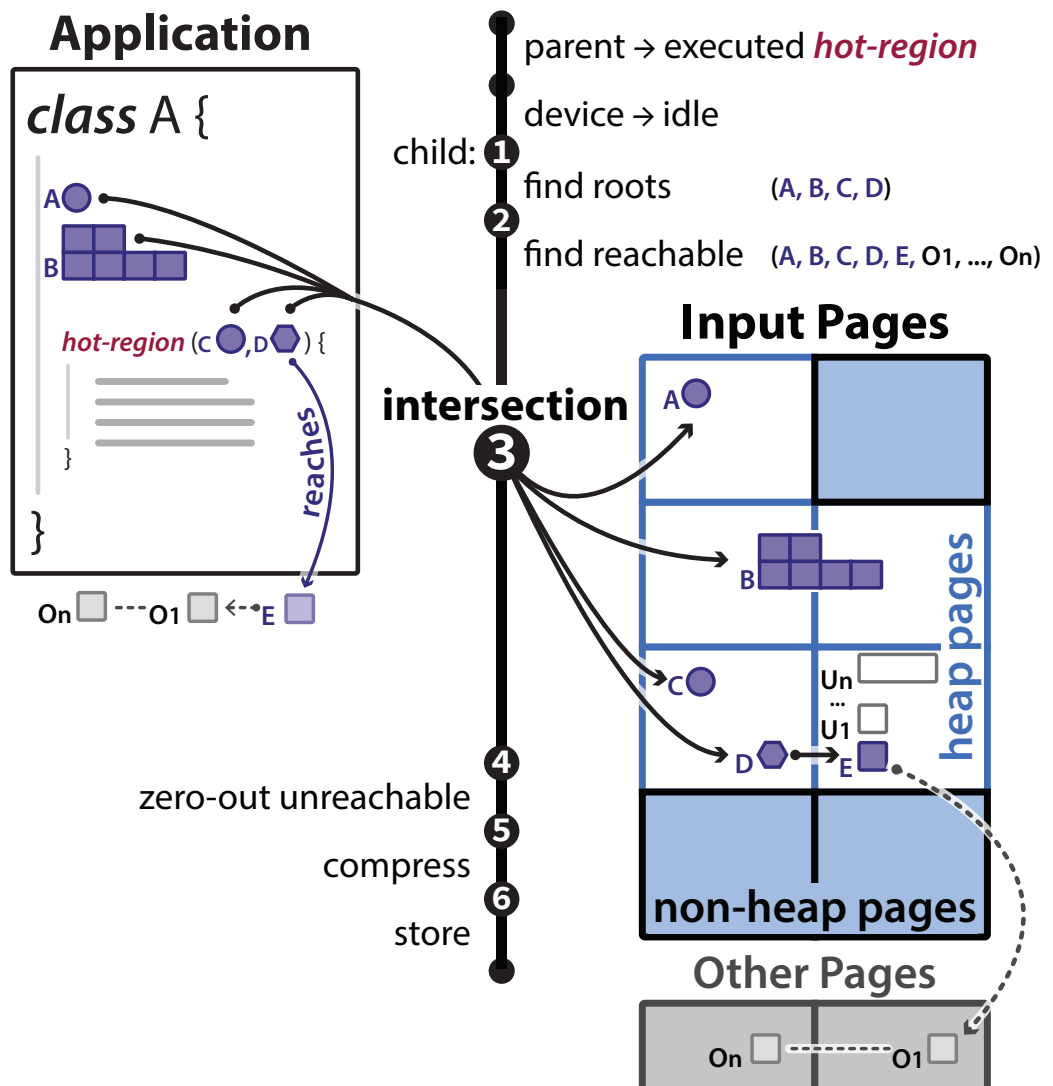 Application
class A {
A
B
hot-region (C , D ) {
}
reaches
}
On O1 E
parent → executed hot-region
device → idle
child: 1
find roots (A, B, C, D)
2
find reachable (A, B, C, D, E, O1, ..., On)
intersection
3
4
zero-out unreachable
5
compress
6
store
Input Pages
A
B
C
D
E
Un
...
U1
heap pages
non-heap pages
Other Pages
On O1